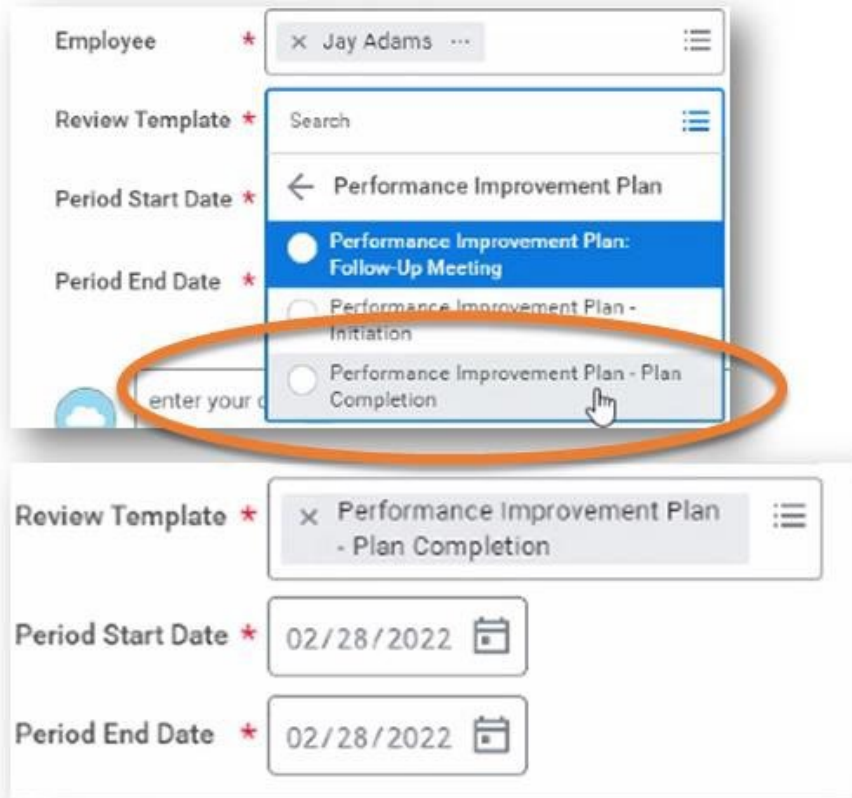 Employee * × Jay Adams ...
Review Template * Search
← Performance Improvement Plan
Period Start Date *
Performance Improvement Plan:
Follow-Up Meeting
Period End Date *
Performance Improvement Plan -
Initiation
Performance Improvement Plan - Plan
Completion
enter your c
Review Template * × Performance Improvement Plan
- Plan Completion
Period Start Date * 02/28/2022
Period End Date * 02/28/2022